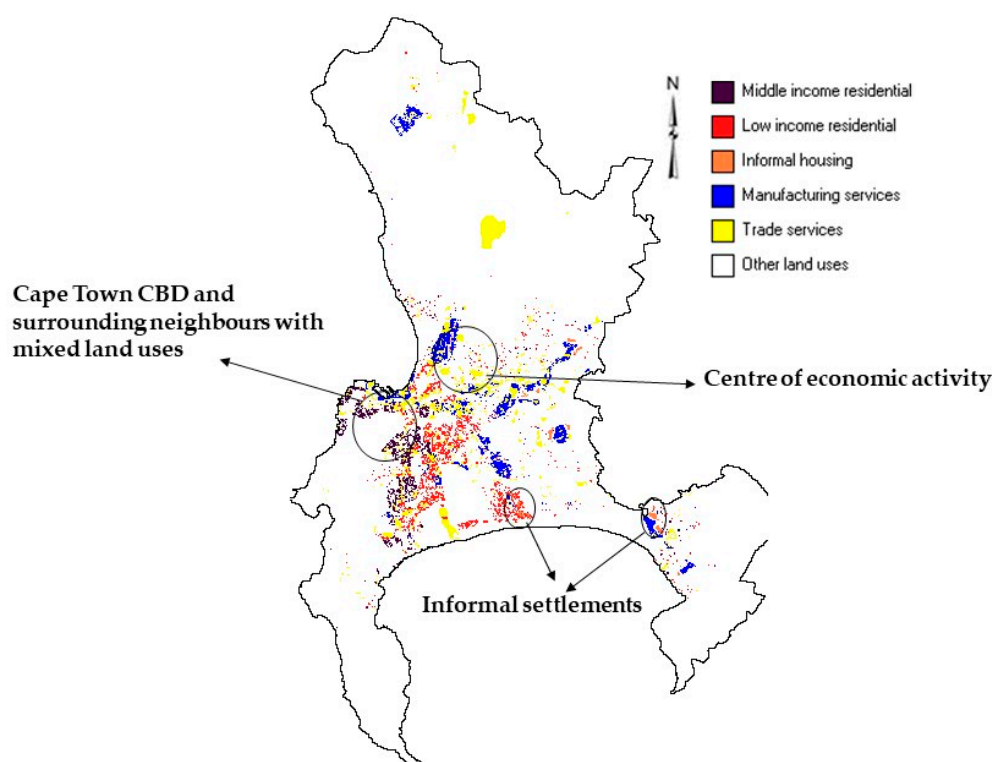 N
Middle income residential
Low income residential
Informal housing
Manufacturing services
Trade services
Other land uses
Cape Town CBD and
surrounding neighbours with
mixed land uses
Centre of economic activity
Informal settlements